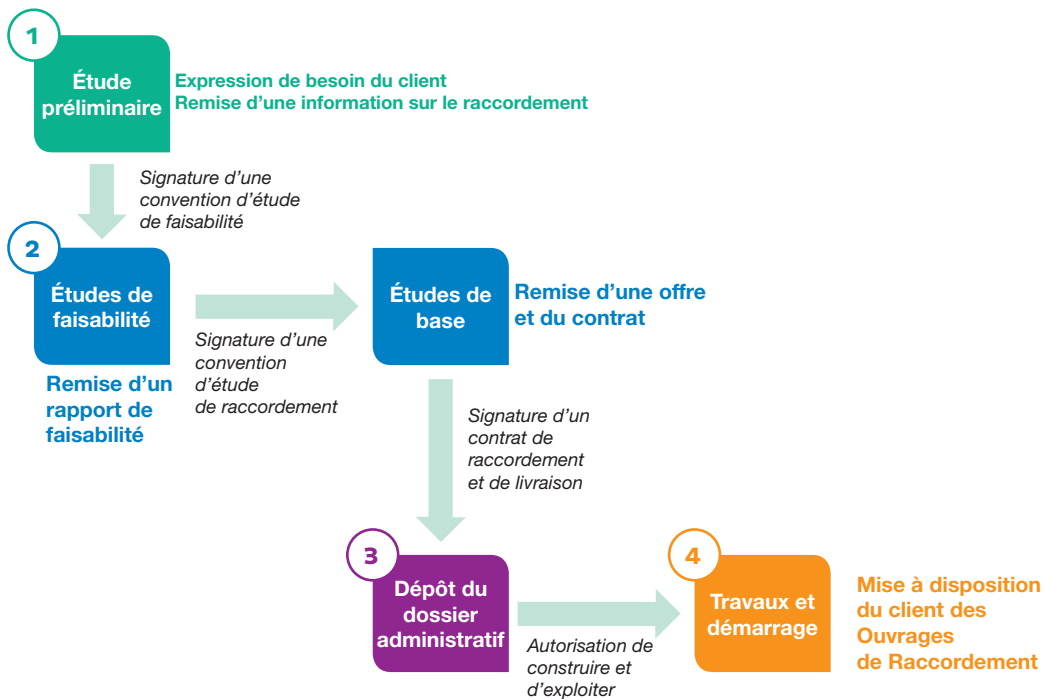 1
Étude
préliminaire
Expression de besoin du client
Remise d’une information sur le raccordement
Signature d’une
convention d’étude
de faisabilité
2
Études de
faisabilité
Remise d’un
rapport de
faisabilité
Signature d’une
convention
d’étude
de raccordement
Études de
base
Remise d’une offre
et du contrat
Signature d’un
contrat de
raccordement
et de livraison
3
Dépôt du
dossier
administratif
Autorisation de
construire et
d’exploiter
4
Travaux et
démarrage
Mise à disposition
du client des
Ouvrages
de Raccordement